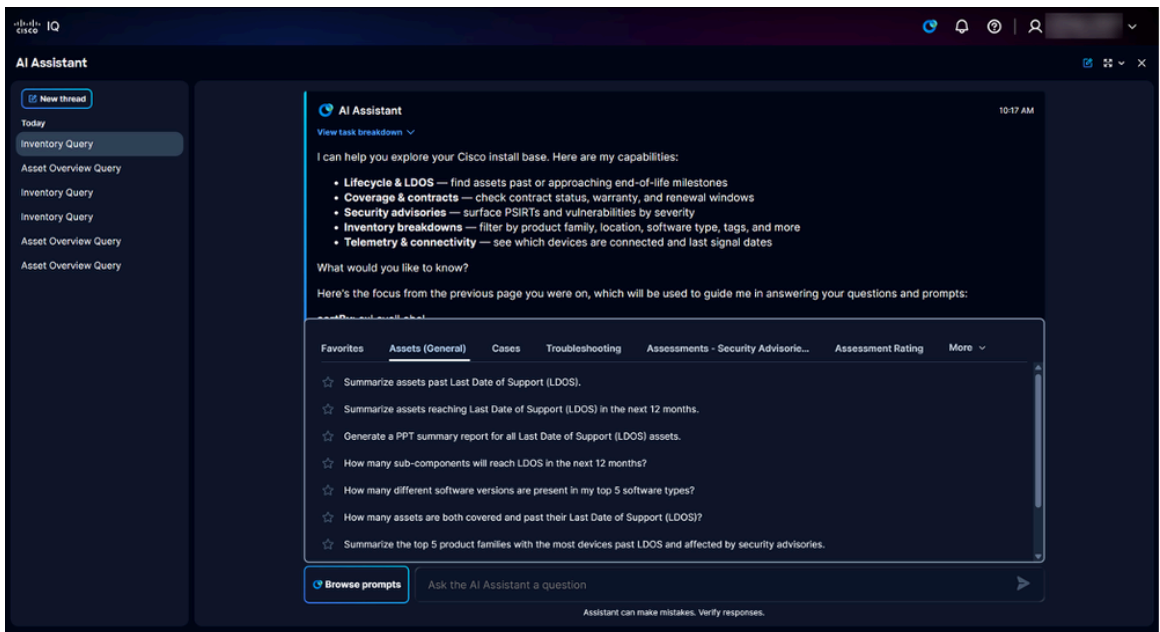 CISCO IQ
AI Assistant
New thread
Today
Inventory Query
Asset Overview Query
Inventory Query
Inventory Query
Asset Overview Query
Asset Overview Query
AI Assistant
10:17 AM
View task breakdown
I can help you explore your Cisco install base. Here are my capabilities:
• Lifecycle & LDOS — find assets past or approaching end-of-life milestones
• Coverage & contracts — check contract status, warranty, and renewal windows
• Security advisories — surface PSIRTs and vulnerabilities by severity
• Inventory breakdowns — filter by product family, location, software type, tags, and more
• Telemetry & connectivity — see which devices are connected and last signal dates
What would you like to know?
Here's the focus from the previous page you were on, which will be used to guide me in answering your questions and prompts:
Favorites Assets (General) Cases Troubleshooting Assessments - Security Advisorie... Assessment Rating More
Summarize assets past Last Date of Support (LDOS).
Summarize assets reaching Last Date of Support (LDOS) in the next 12 months.
Generate a PPT summary report for all Last Date of Support (LDOS) assets.
How many sub-components will reach LDOS in the next 12 months?
How many different software versions are present in my top 5 software types?
How many assets are both covered and past their Last Date of Support (LDOS)?
Summarize the top 5 product families with the most devices past LDOS and affected by security advisories.
Browse prompts
Ask the AI Assistant a question
Assistant can make mistakes. Verify responses.